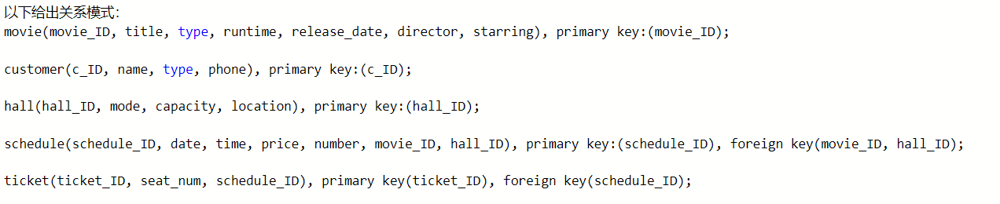 以下给出关系模式：
movie(movie_ID, title, type, runtime, release_date, director, starring), primary key:(movie_ID);
customer(c_ID, name, type, phone), primary key:(c_ID);
hall(hall_ID, mode, capacity, location), primary key:(hall_ID);
schedule(schedule_ID, date, time, price, number, movie_ID, hall_ID), primary key:(schedule_ID), foreign key(movie_ID, hall_ID);
ticket(ticket_ID, seat_num, schedule_ID), primary key(ticket_ID), foreign key(schedule_ID);